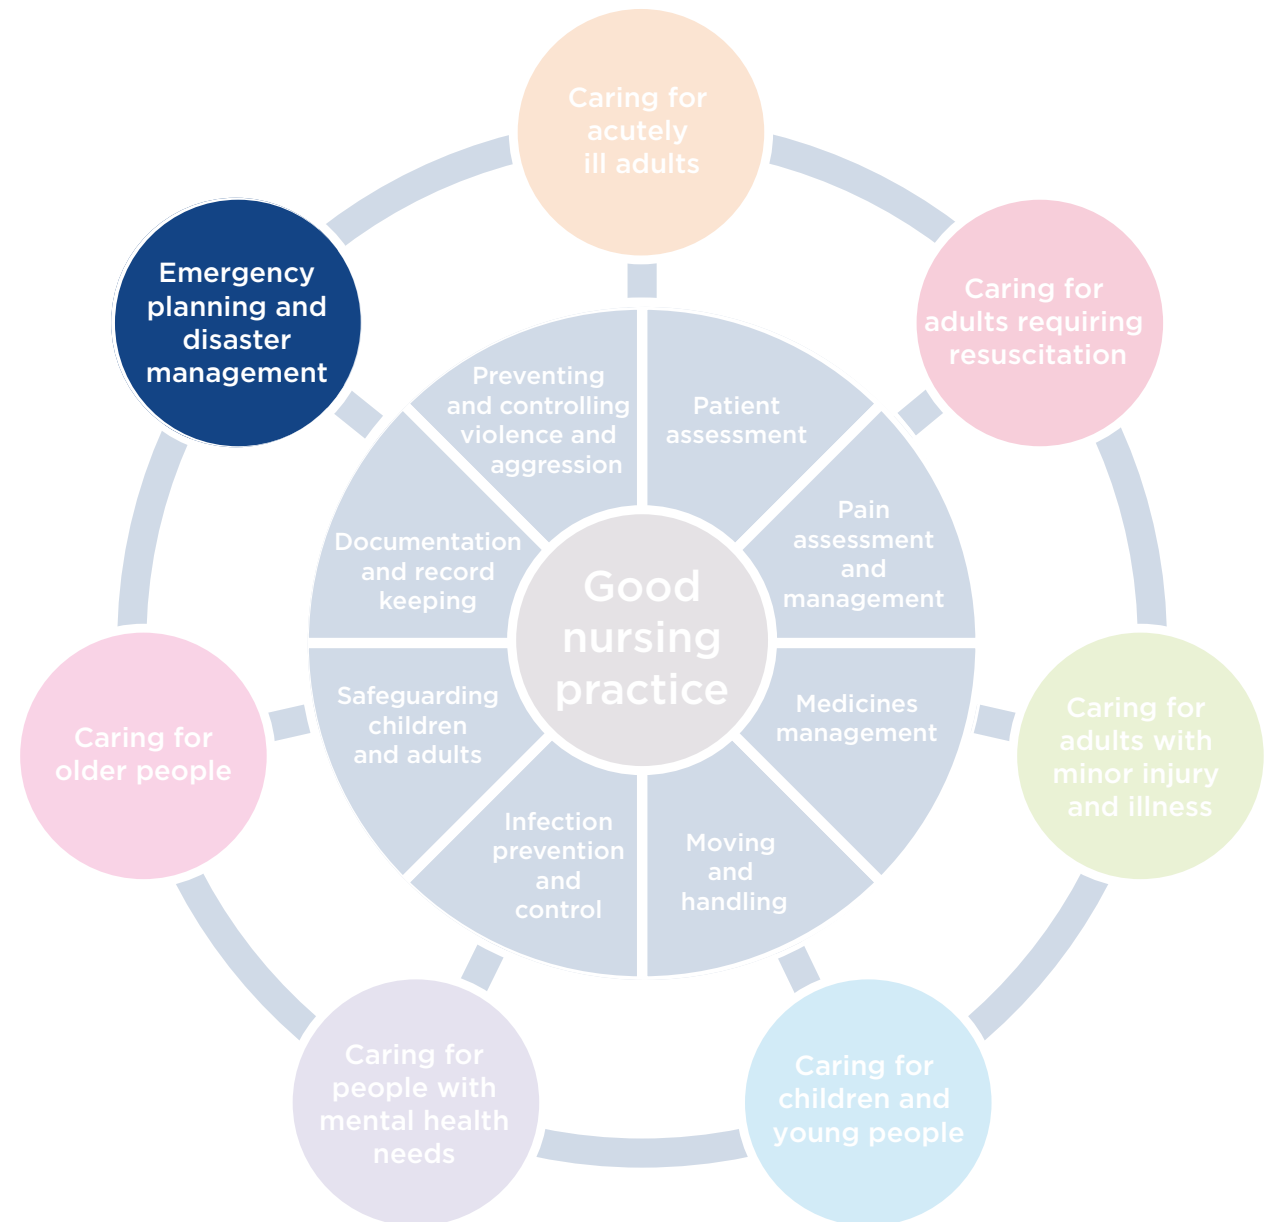 Caring for
acutely
ill adults
Emergency
planning and
disaster
management
Caring for
adults requiring
resuscitation
Preventing
and controlling
violence and
aggression
Patient
assessment
Pain
assessment
and
management
Documentation
and record
keeping
Good
nursing
practice
Safeguarding
children
and adults
Medicines
management
Caring for
older people
Caring for
adults with
minor injury
and illness
Infection
prevention
and
control
Moving
and
handling
Caring for
people with
mental health
needs
Caring for
children and
young people